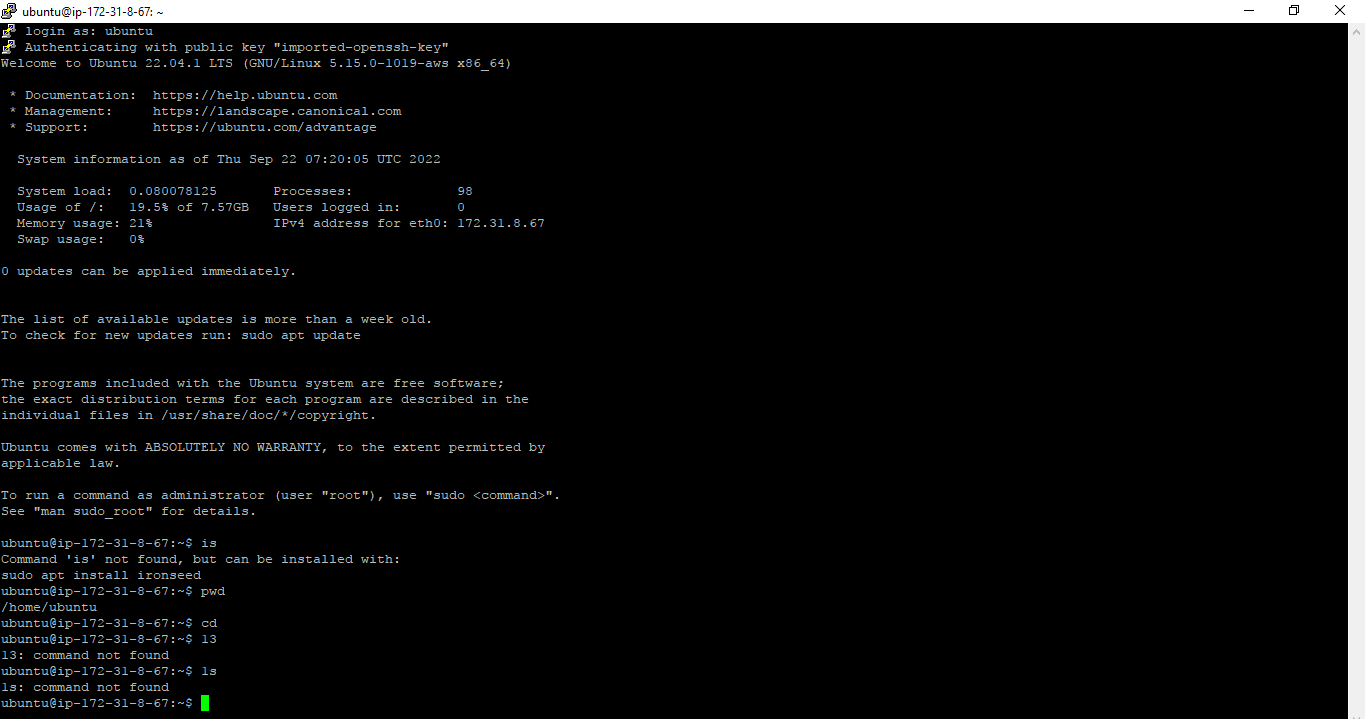 ubuntu@ip-172-31-8-67: ~
login as: ubuntu
Authenticating with public key "imported-openssh-key"
Welcome to Ubuntu 22.04.1 LTS (GNU/Linux 5.15.0-1019-aws x86_64)
* Documentation:  https://help.ubuntu.com
* Management:     https://landscape.canonical.com
* Support:        https://ubuntu.com/advantage
System information as of Thu Sep 22 07:20:05 UTC 2022
System load:  0.080078125       Processes:             98
Usage of /:   19.5% of 7.57GB   Users logged in:       0
Memory usage: 21%               IPv4 address for eth0: 172.31.8.67
Swap usage:   0%
0 updates can be applied immediately.
The list of available updates is more than a week old.
To check for new updates run: sudo apt update
The programs included with the Ubuntu system are free software;
the exact distribution terms for each program are described in the
individual files in /usr/share/doc/*/copyright.
Ubuntu comes with ABSOLUTELY NO WARRANTY, to the extent permitted by
applicable law.
To run a command as administrator (user "root"), use "sudo <command>".
See "man sudo_root" for details.
ubuntu@ip-172-31-8-67:~$ is
Command 'is' not found, but can be installed with:
sudo apt install ironseed
ubuntu@ip-172-31-8-67:~$ pwd
/home/ubuntu
ubuntu@ip-172-31-8-67:~$ cd
ubuntu@ip-172-31-8-67:~$ 13
13: command not found
ubuntu@ip-172-31-8-67:~$ 1s
1s: command not found
ubuntu@ip-172-31-8-67:~$